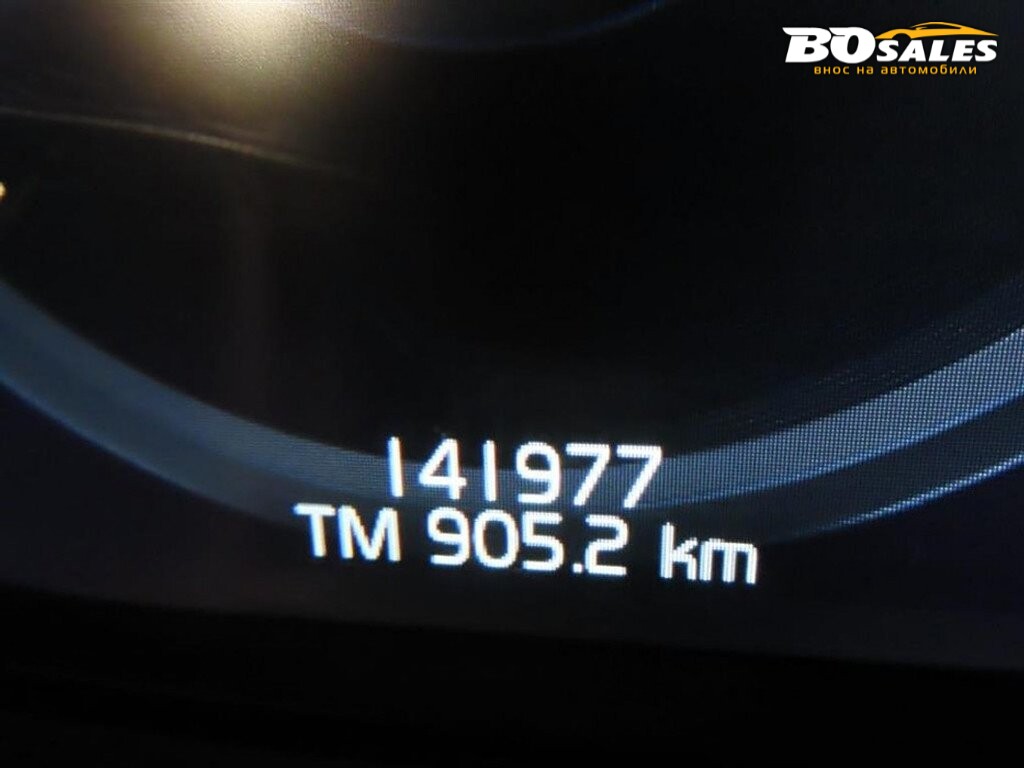 BOSALES
внос на автомобили
141977
TM 905.2 km